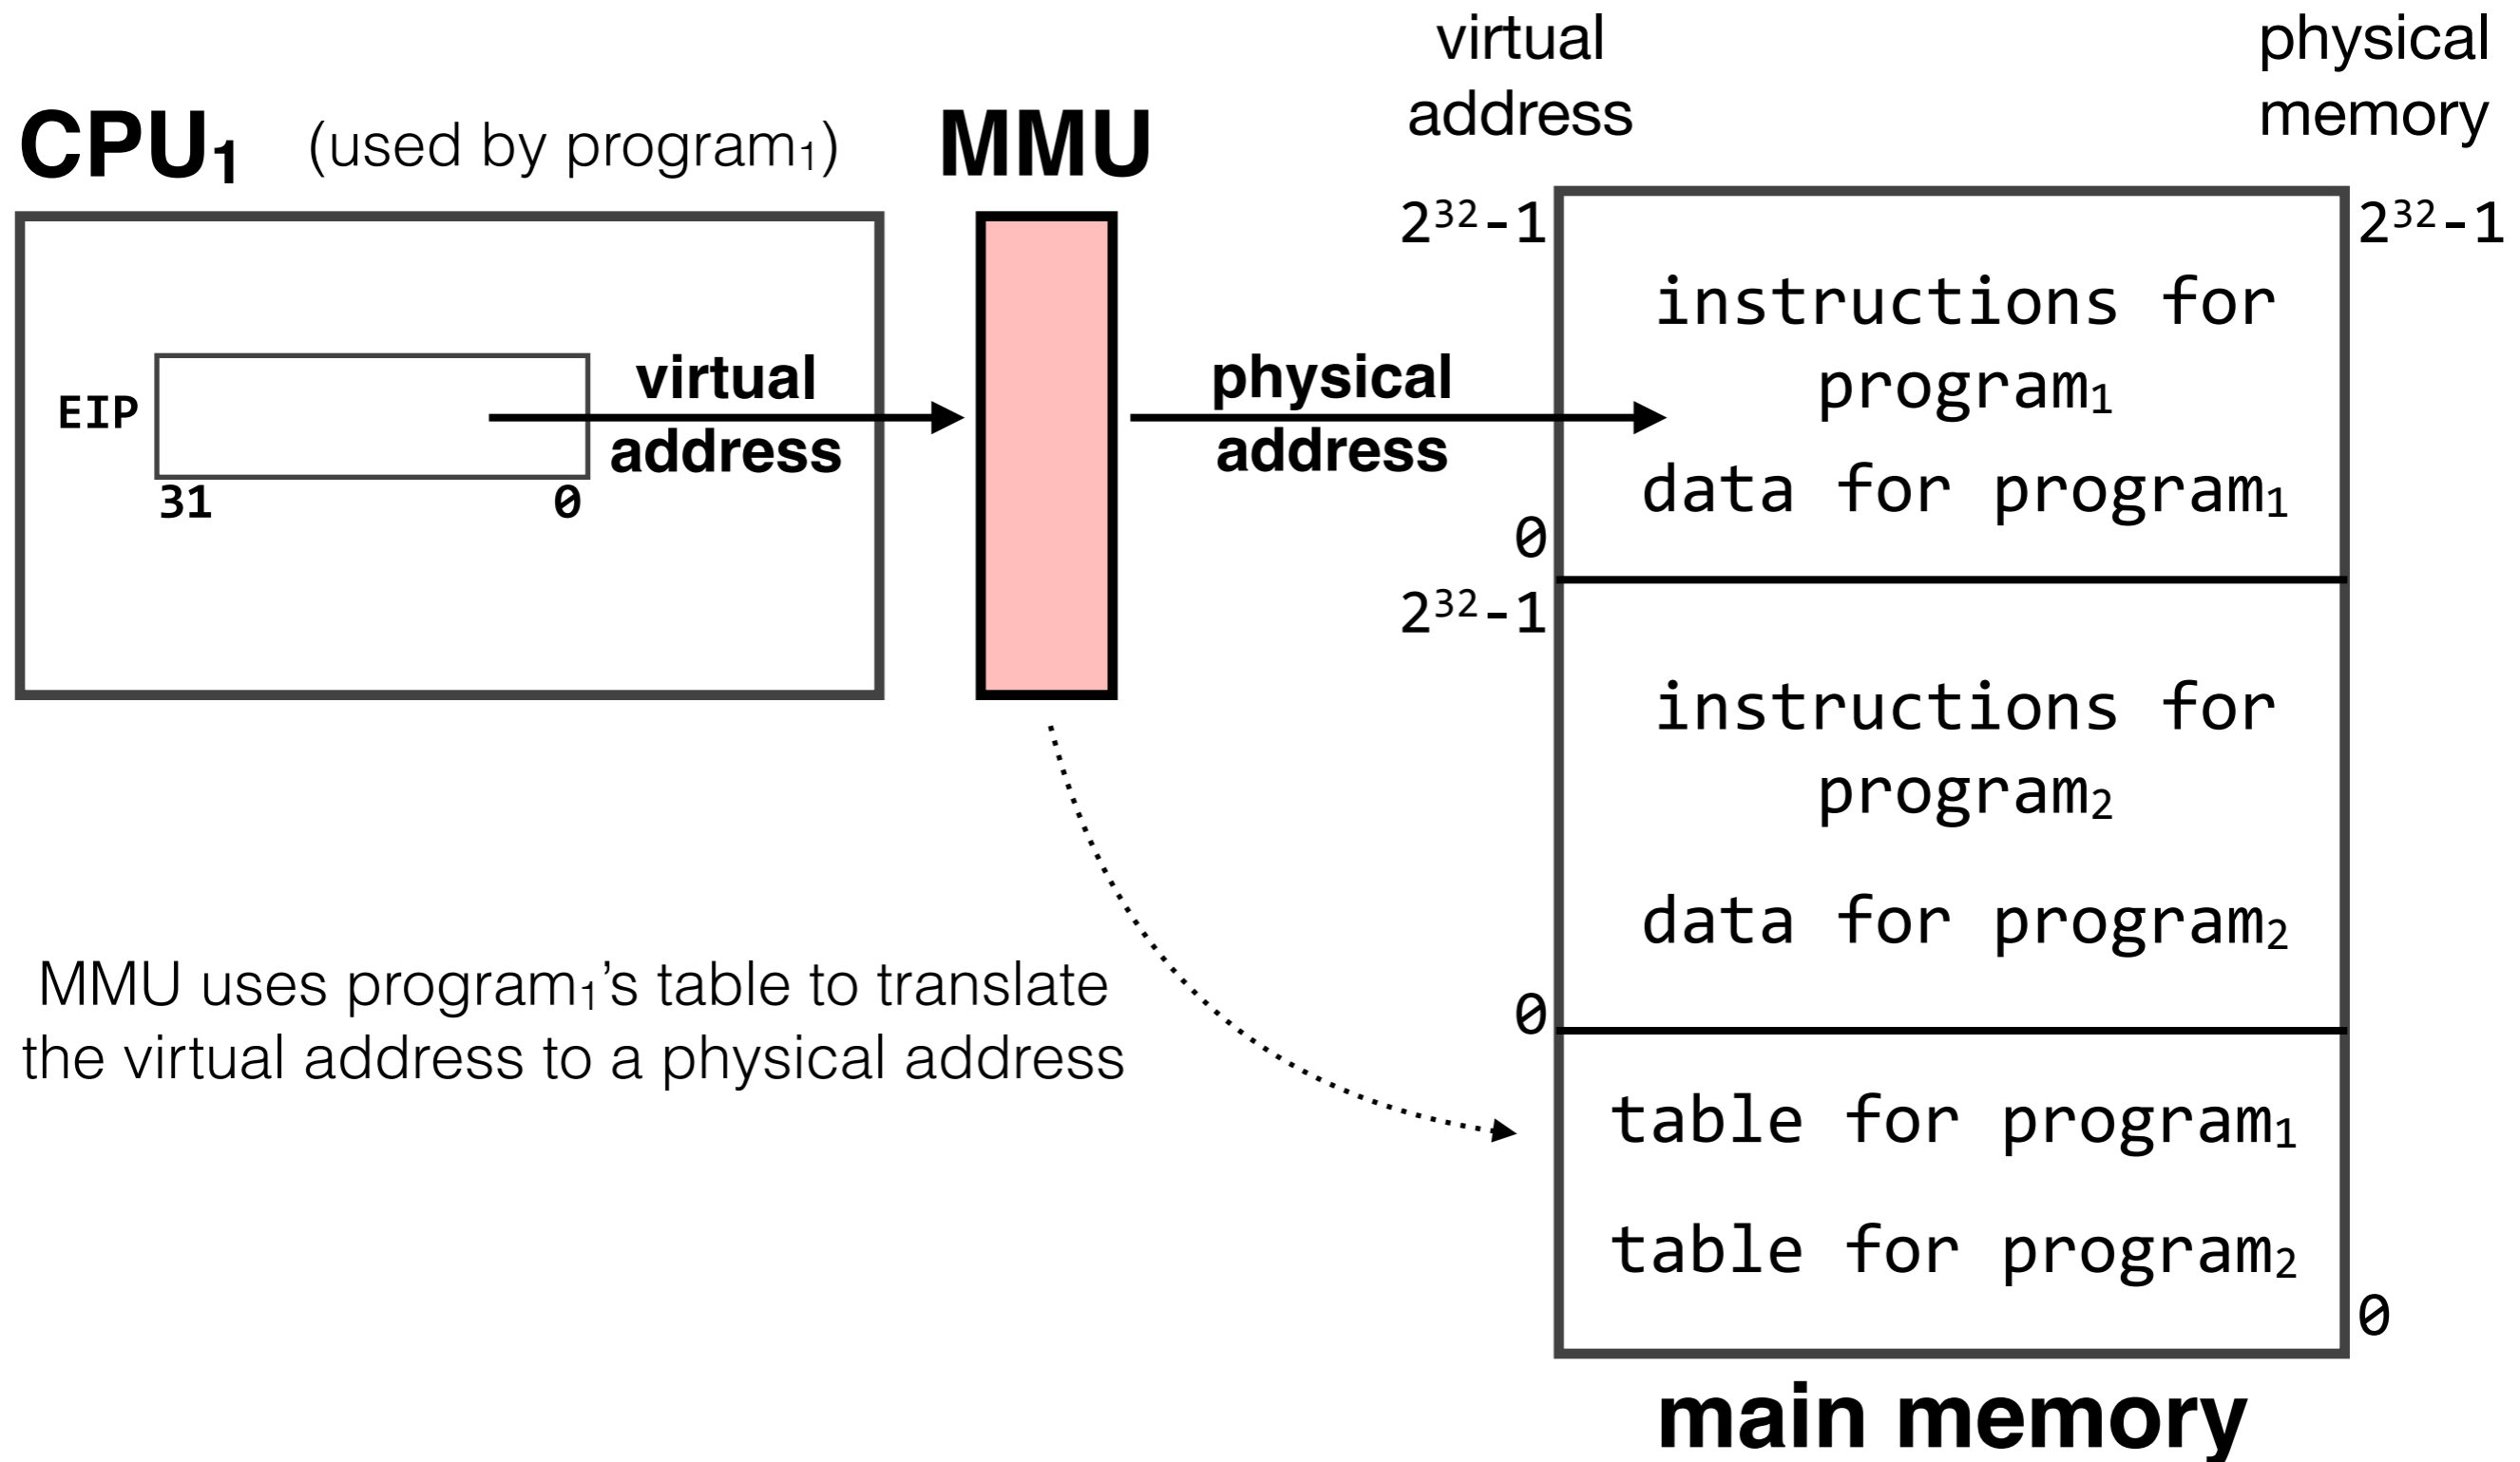 virtual
address
physical
memory
CPU₁ (used by program₁)
MMU
2³²-1
2³²-1
instructions for
program₁
data for program₁
EIP
31
0
virtual
address
physical
address
0
2³²-1
instructions for
program₂
data for program₂
0
MMU uses program₁’s table to translate
the virtual address to a physical address
table for program₁
table for program₂
0
main memory